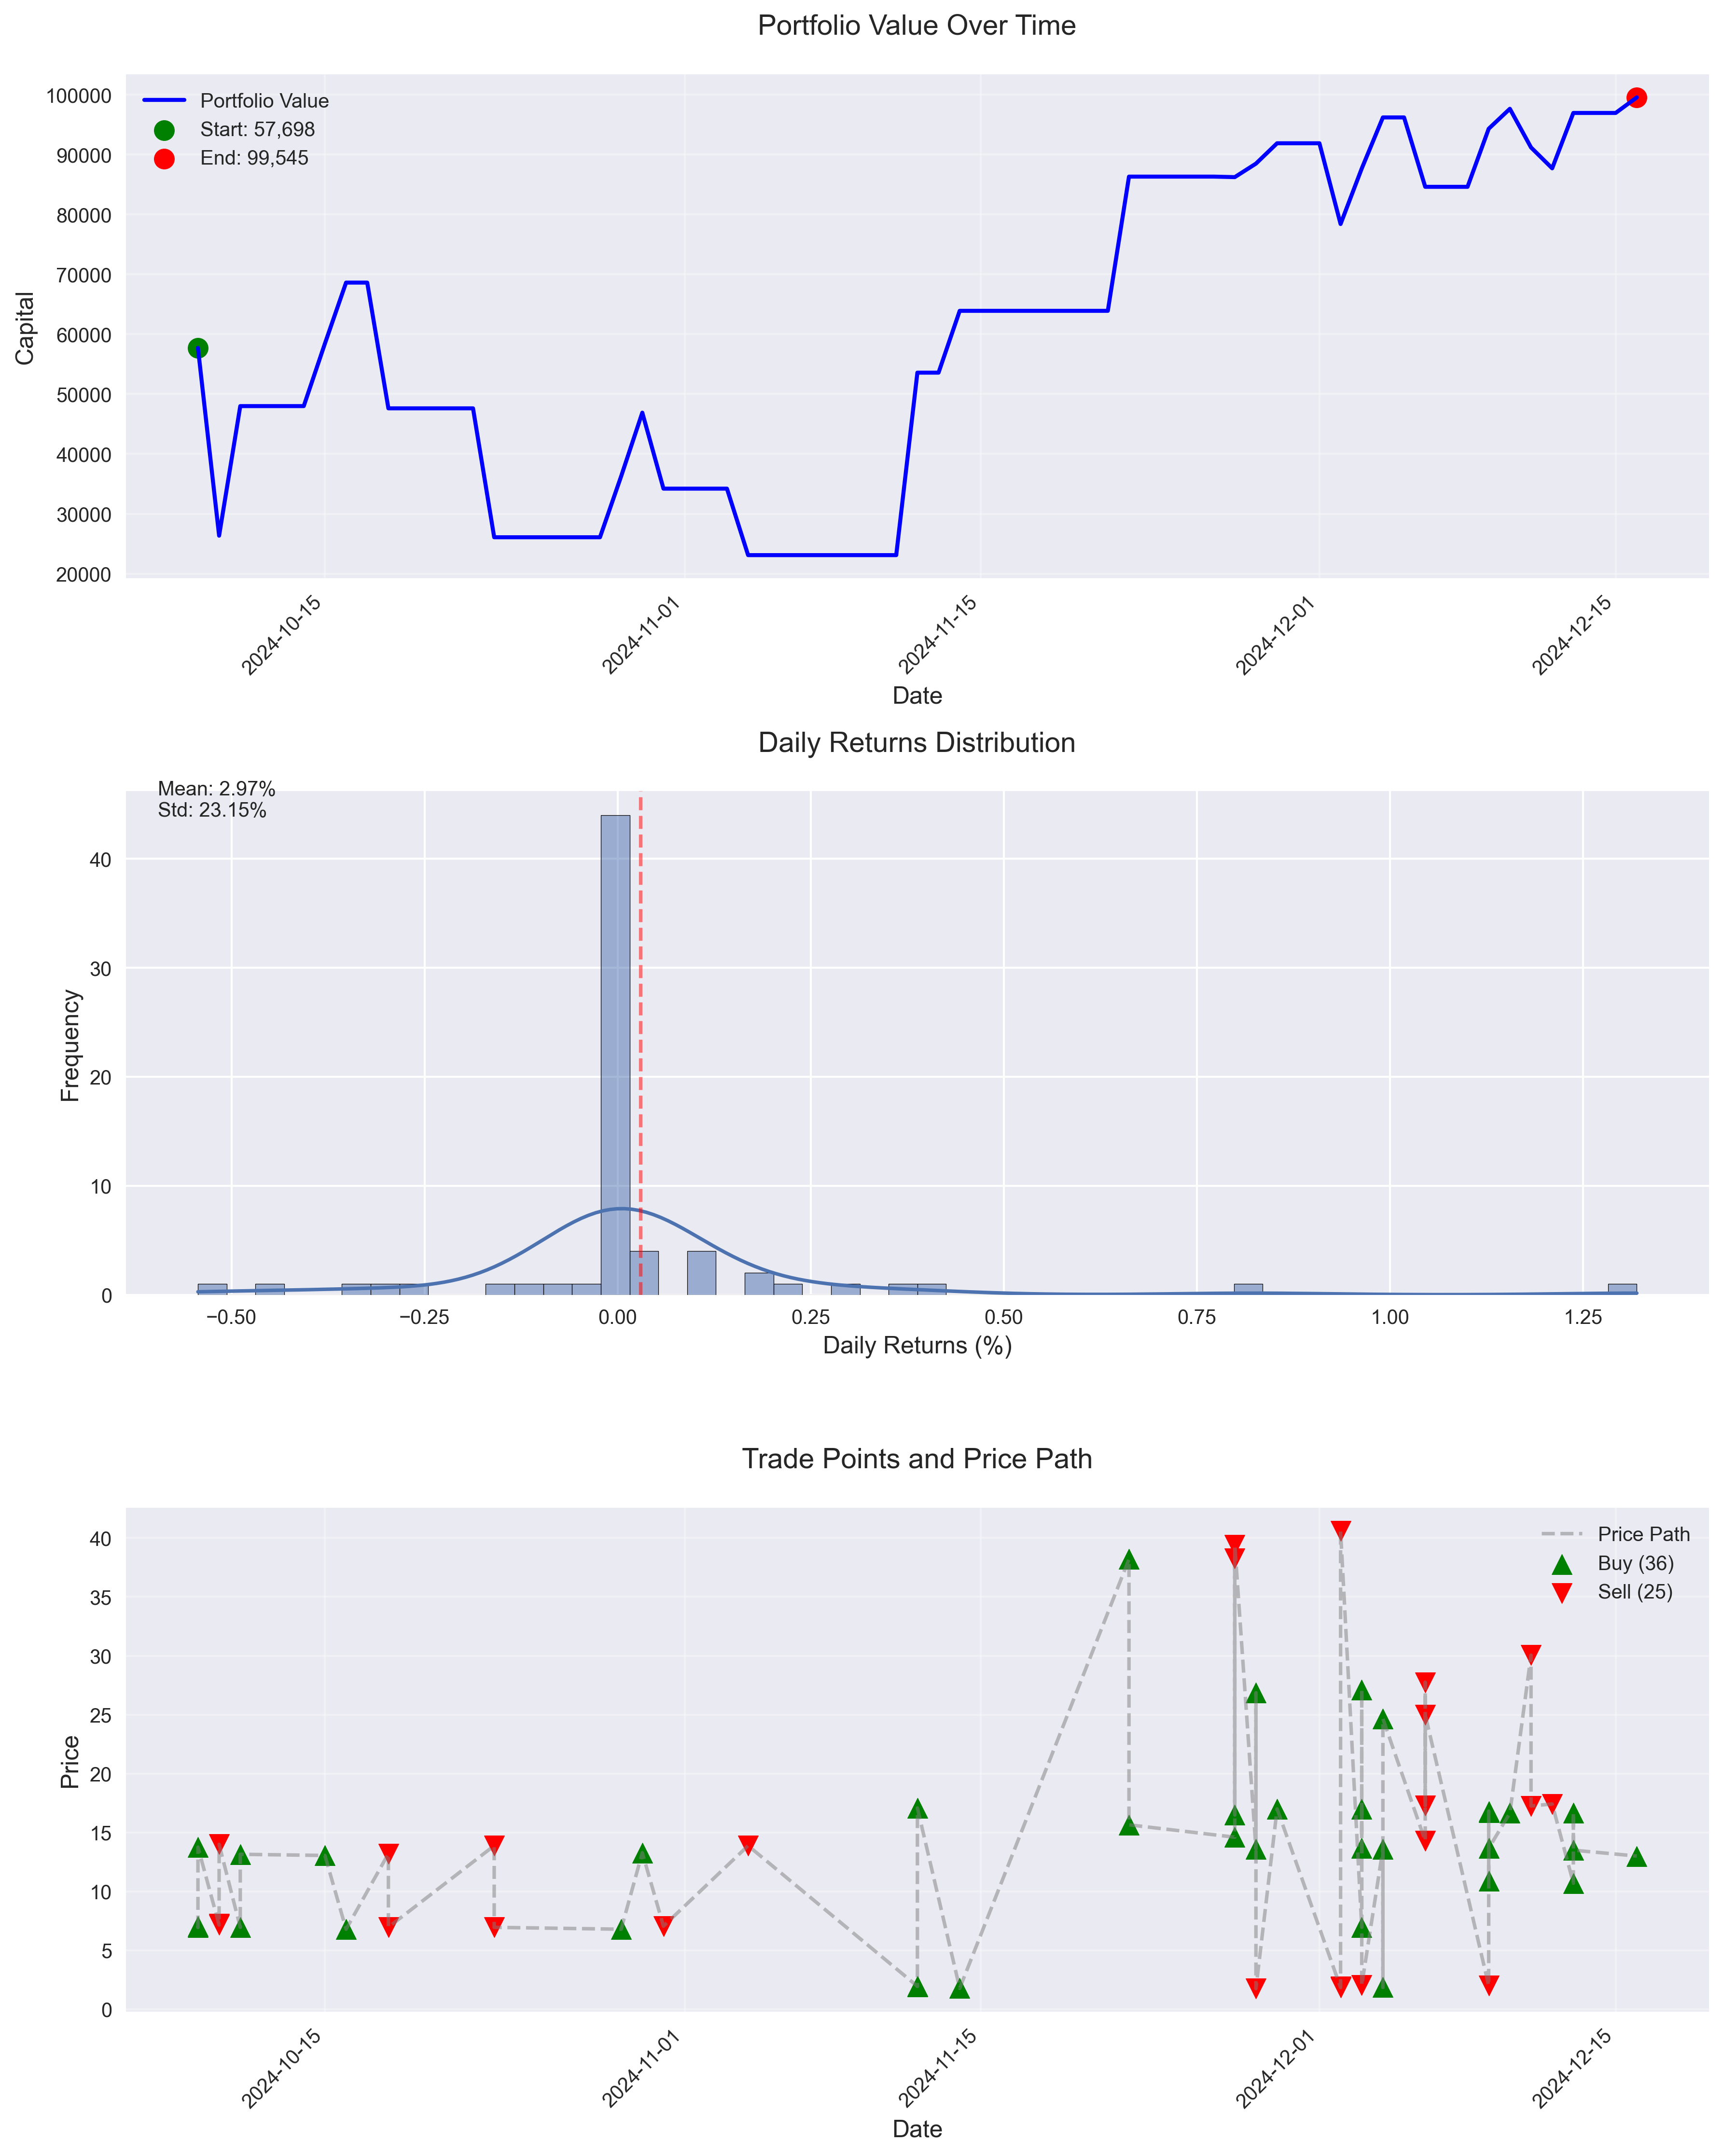 Portfolio Value Over Time
Portfolio Value
Start: 57,698
End: 99,545
100000
90000
80000
70000
60000
50000
40000
30000
20000
Capital
2024-10-15
2024-11-01
2024-11-15
2024-12-01
2024-12-15
Date
Daily Returns Distribution
Mean: 2.97%
Std: 23.15%
40
30
20
10
0
Frequency
−0.50
−0.25
0.00
0.25
0.50
0.75
1.00
1.25
Daily Returns (%)
Trade Points and Price Path
Price Path
Buy (36)
Sell (25)
40
35
30
25
20
15
10
5
0
Price
2024-10-15
2024-11-01
2024-11-15
2024-12-01
2024-12-15
Date